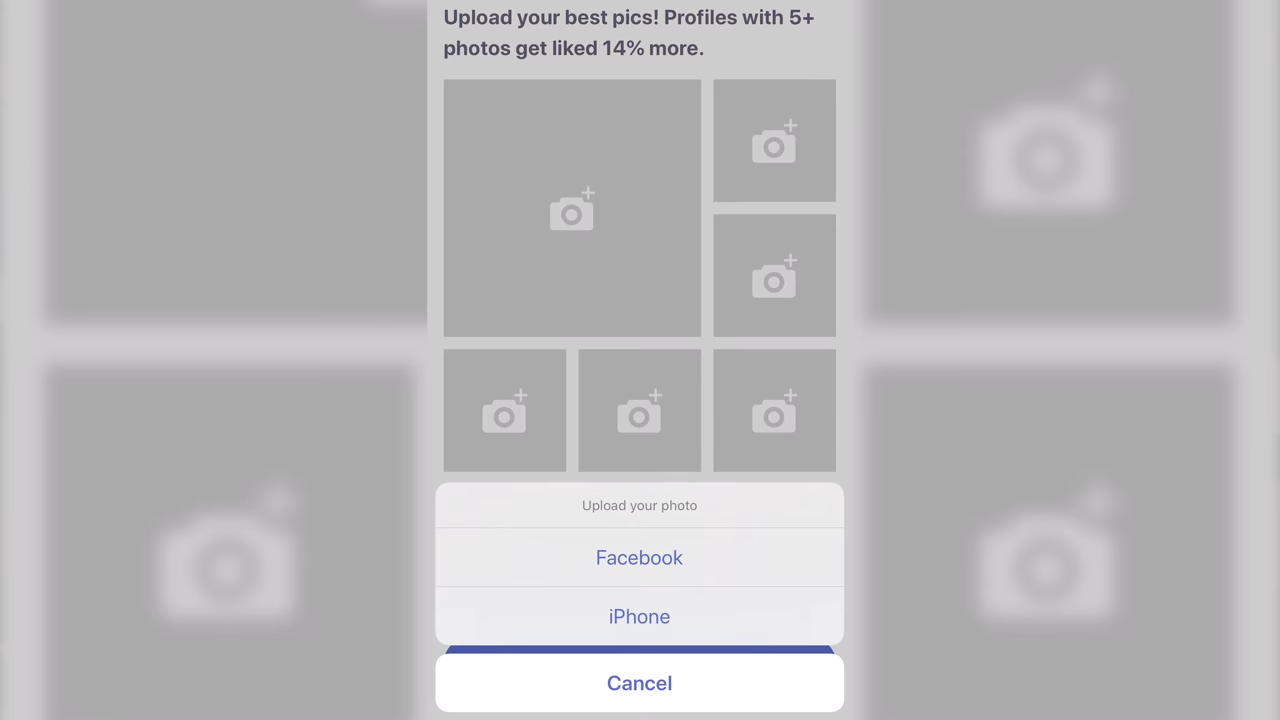 Upload your best pics! Profiles with 5+
photos get liked 14% more.
Upload your photo
Facebook
iPhone
Cancel